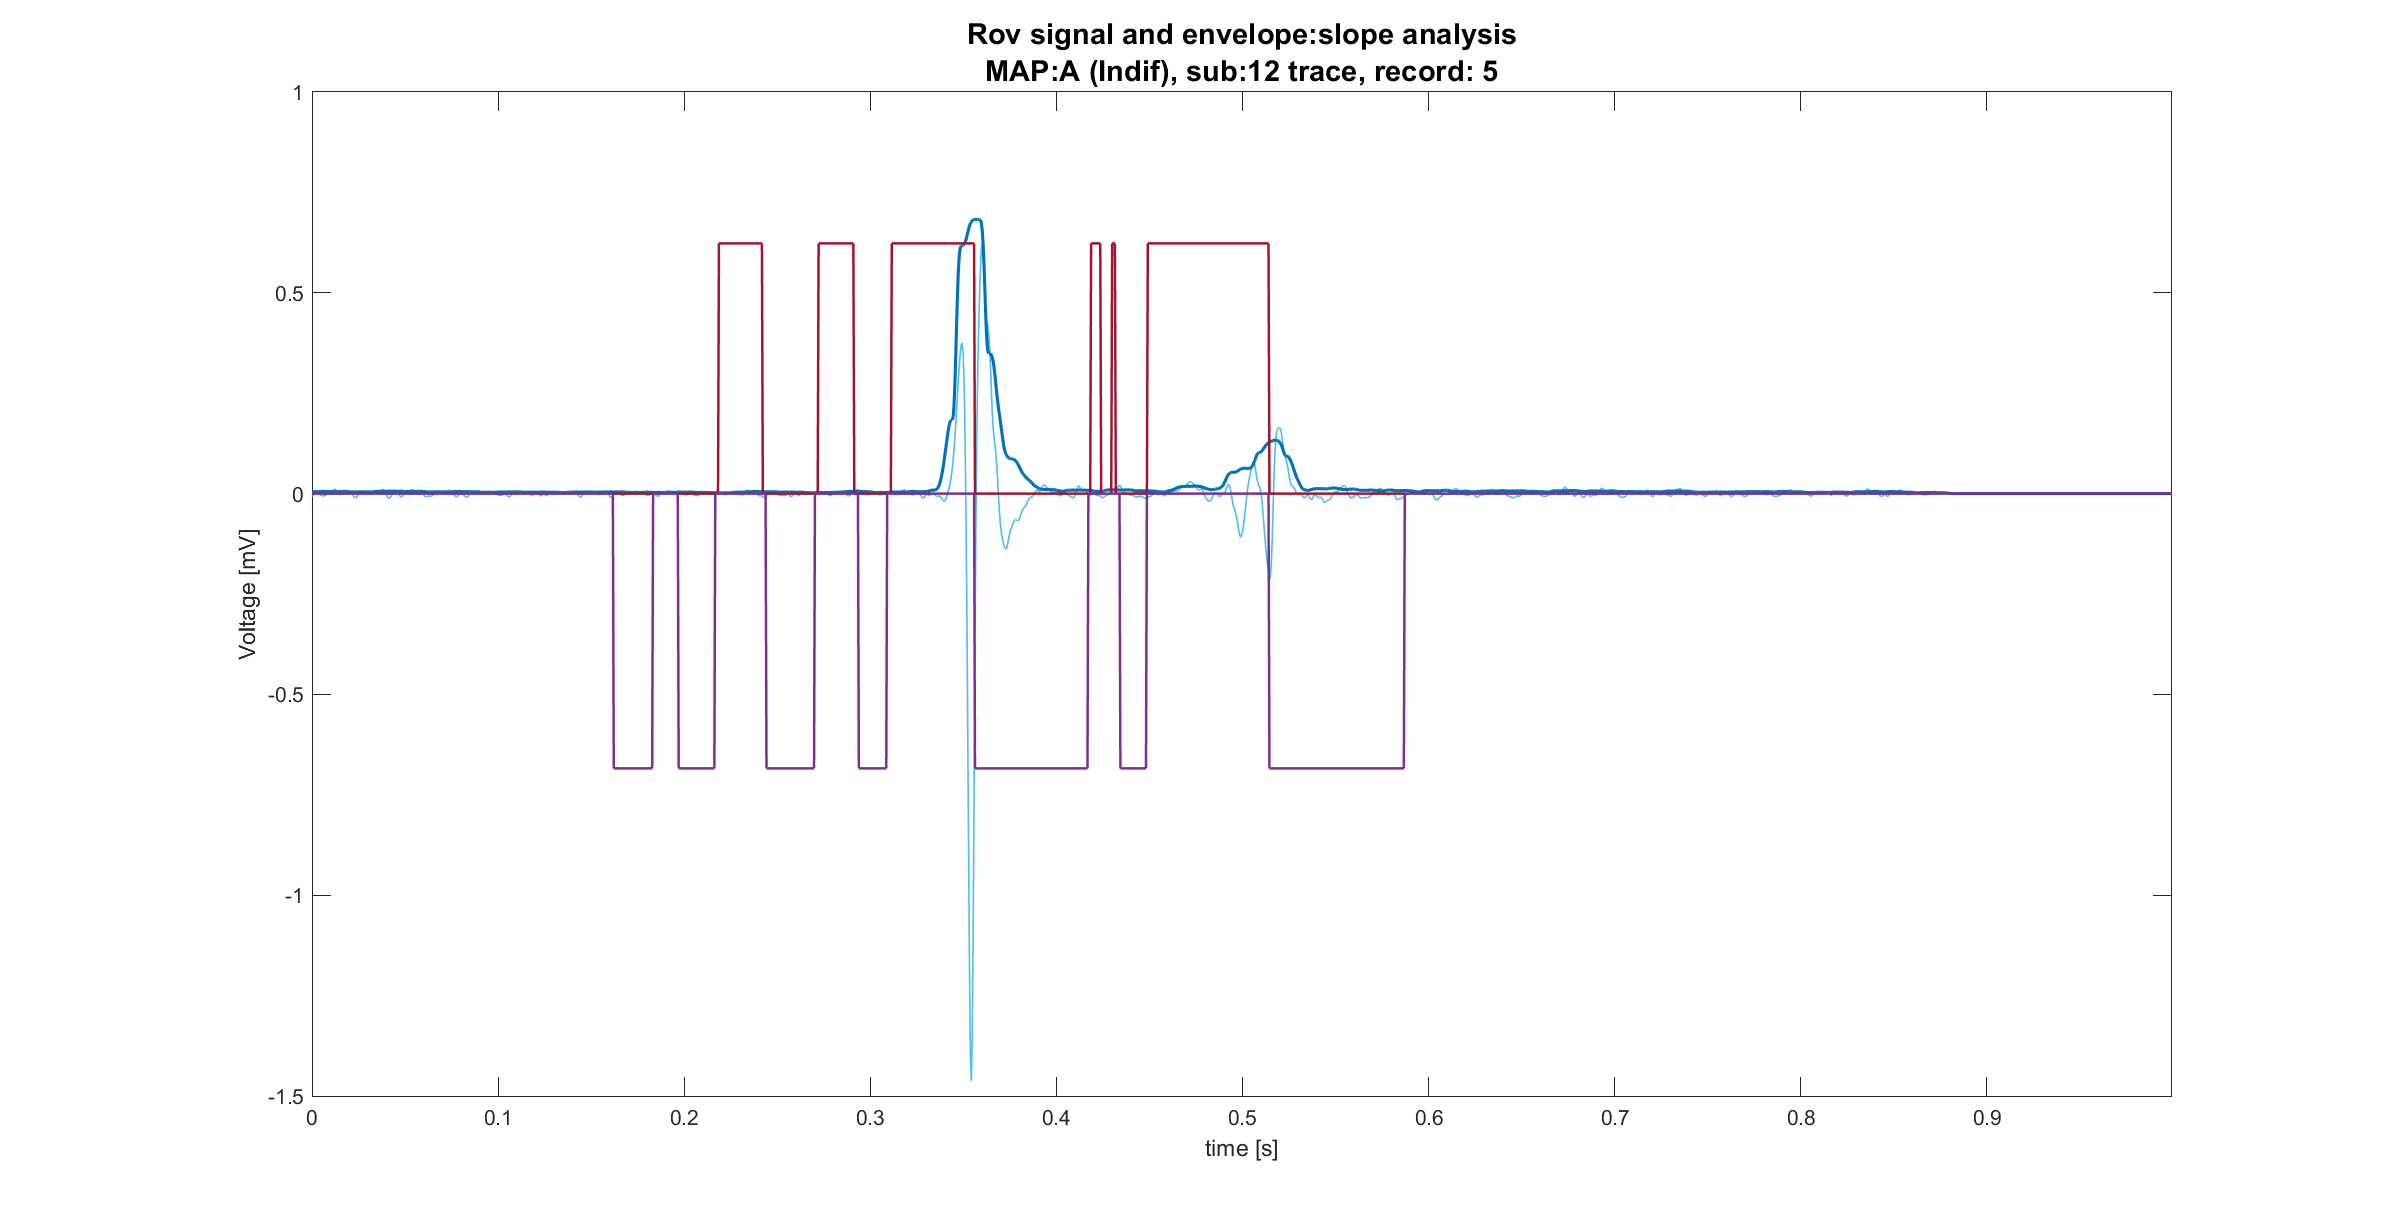 Rov signal and envelope:slope analysis
MAP:A (Indif), sub:12 trace, record: 5
1
0.5
0
-0.5
-1
-1.5
Voltage [mV]
0 0.1 0.2 0.3 0.4 0.5 0.6 0.7 0.8 0.9
time [s]